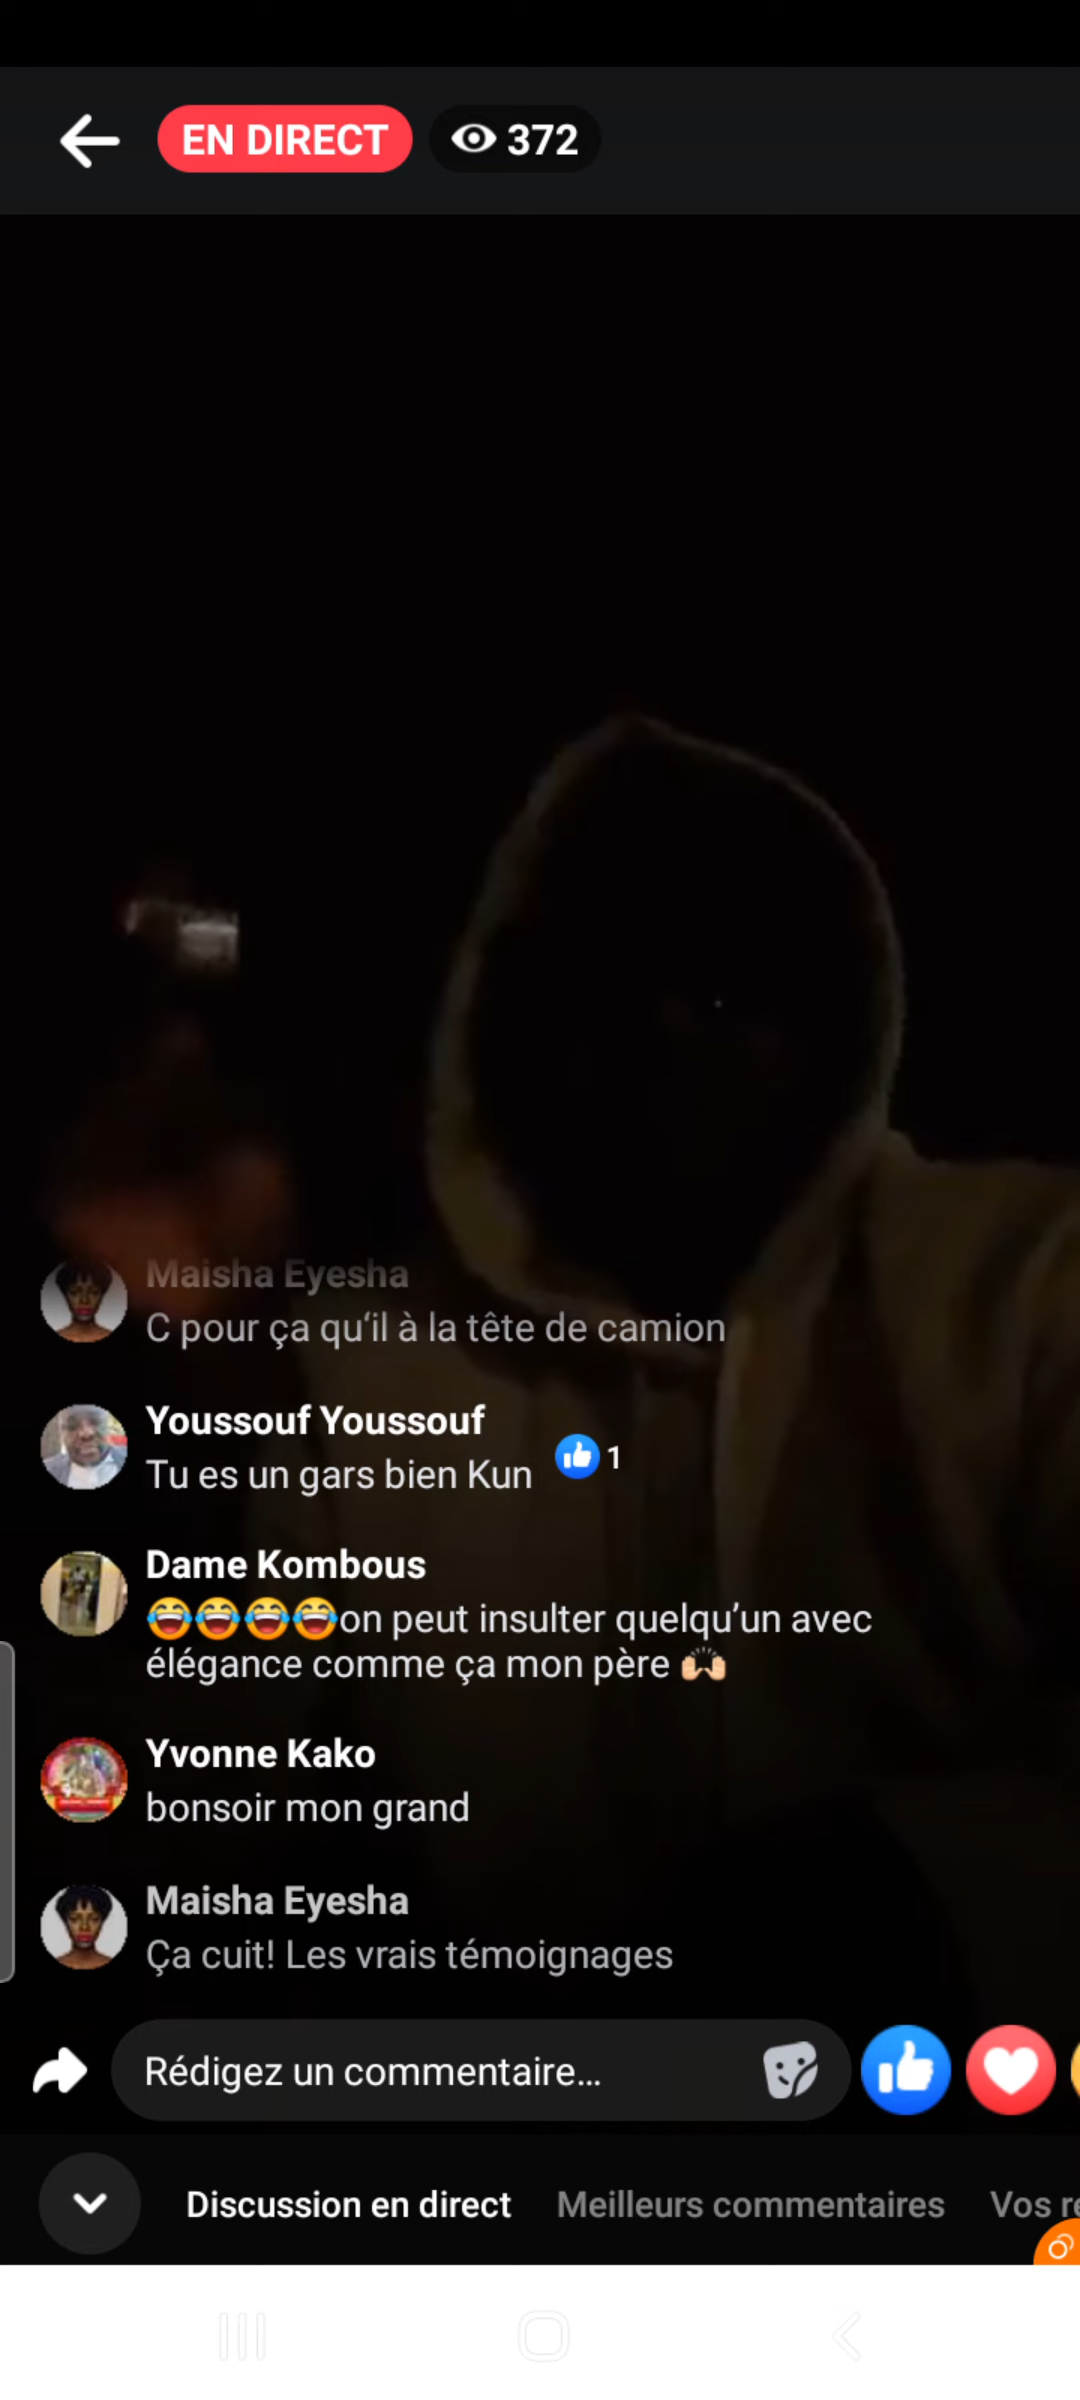 EN DIRECT 372
Maisha Eyesha
C pour ça qu‘il à la tête de camion
Youssouf Youssouf
Tu es un gars bien Kun 1
Dame Kombous
😂😂😂😂on peut insulter quelqu’un avec
élégance comme ça mon père 🙌🏻
Yvonne Kako
bonsoir mon grand
Maisha Eyesha
Ça cuit! Les vrais témoignages
Rédigez un commentaire...
Discussion en direct Meilleurs commentaires Vos